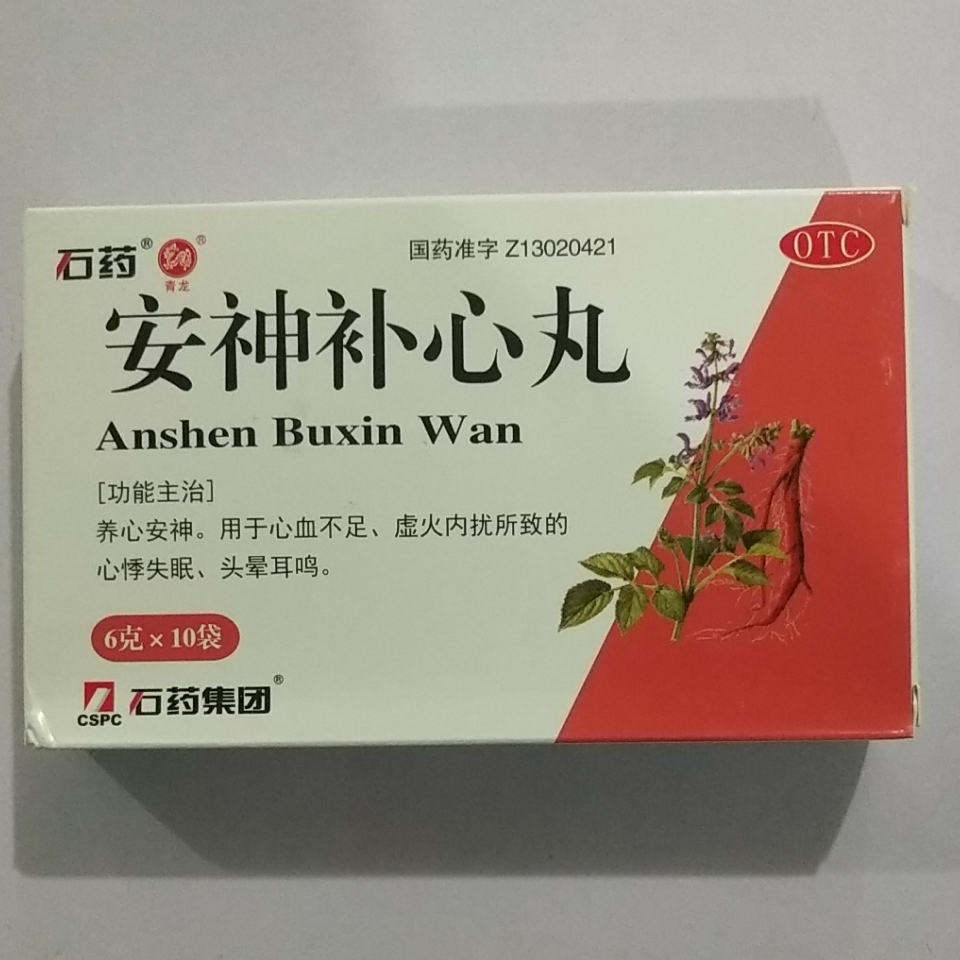 石药® ®
青龙
国药准字 Z13020421
OTC
安神补心丸
Anshen Buxin Wan
[功能主治]
养心安神。用于心血不足、虚火内扰所致的
心悸失眠、头晕耳鸣。
6克×10袋
CSPC 石药集团®